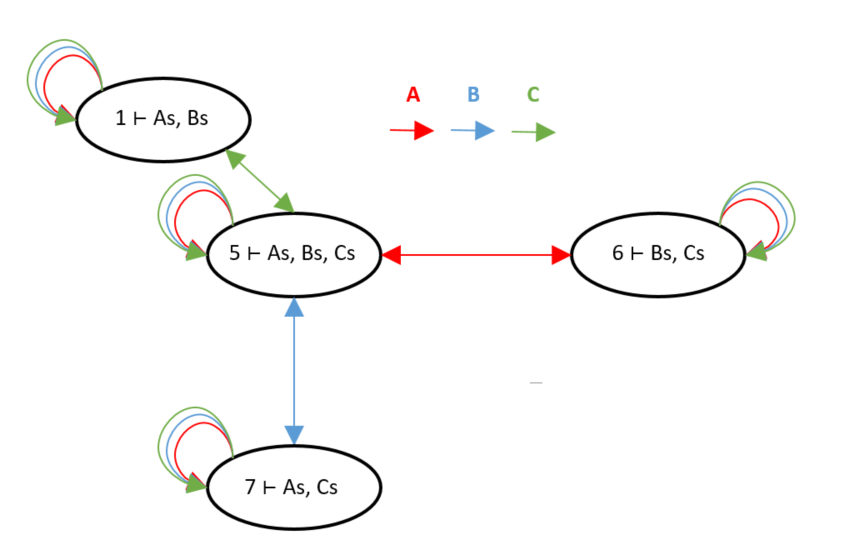 A B C
1 ⊢ As, Bs
5 ⊢ As, Bs, Cs
6 ⊢ Bs, Cs
7 ⊢ As, Cs